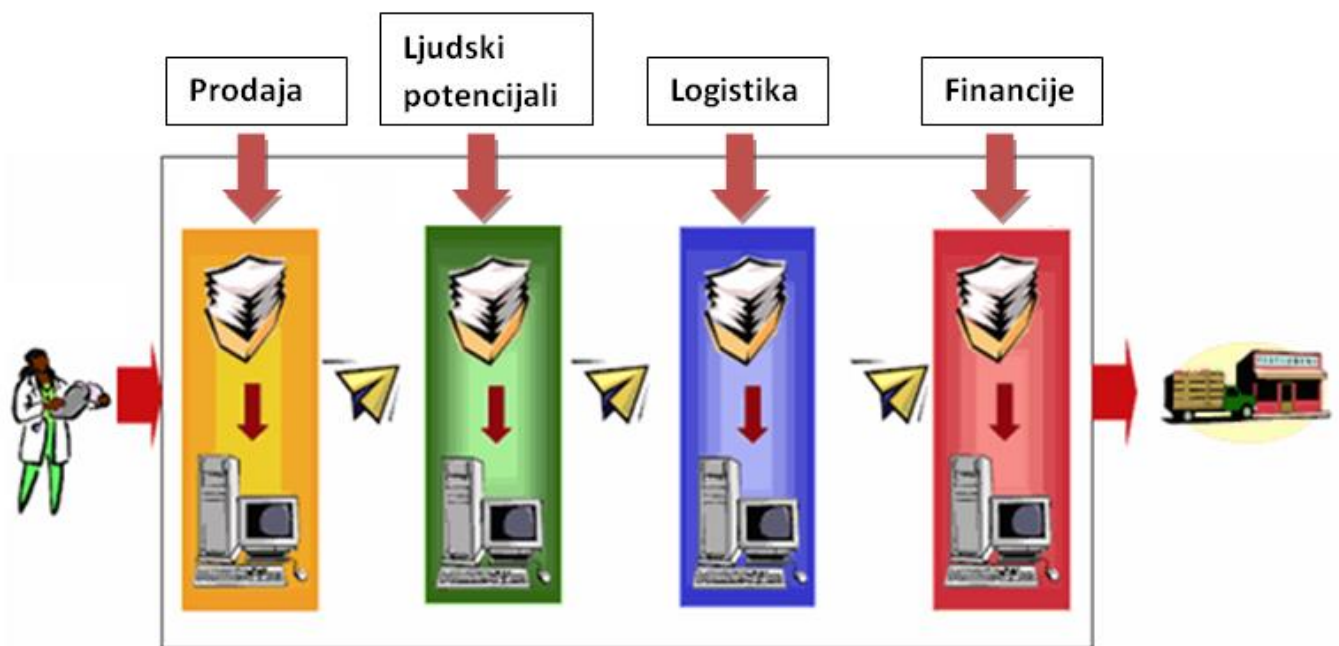 Prodaja
Ljudski
potencijali
Logistika
Financije